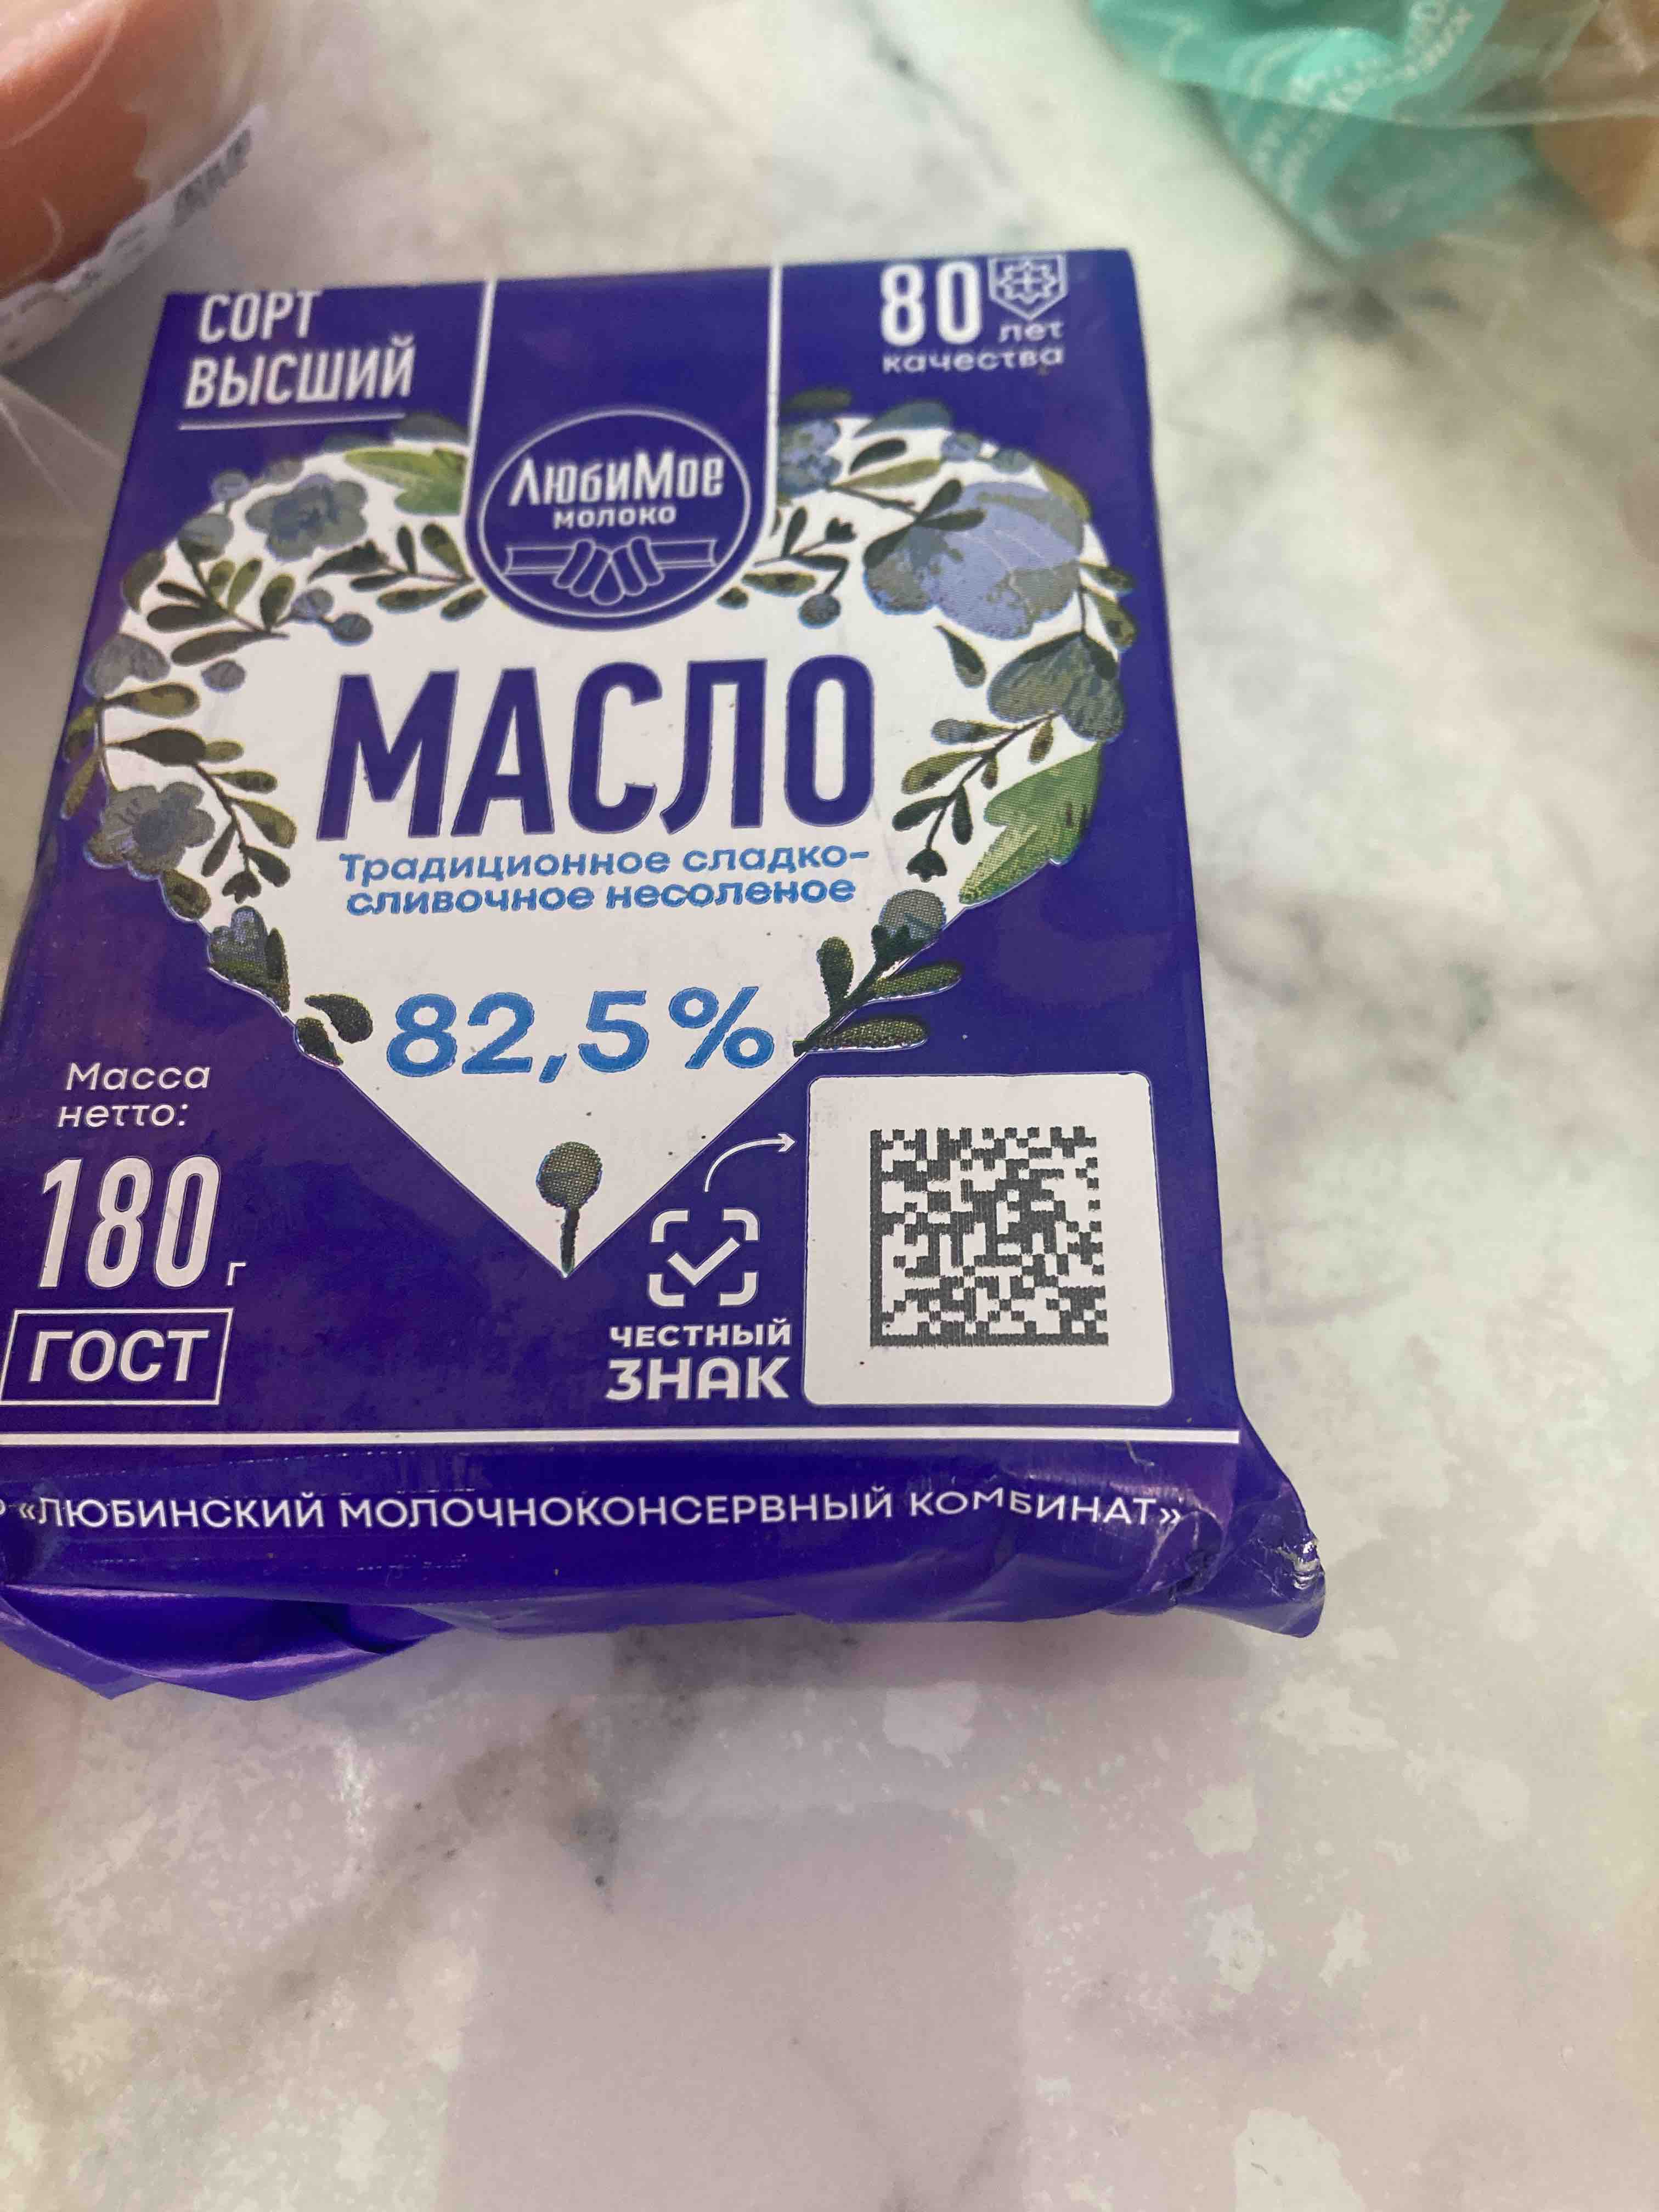 СОРТ
ВЫСШИЙ
80 лет
качества
ЛюбиМое
молоко
МАСЛО
Традиционное сладко-
сливочное несоленое
82,5%
Масса
нетто:
180 г
ГОСТ
ЧЕСТНЫЙ
ЗНАК
«ЛЮБИНСКИЙ МОЛОЧНОКОНСЕРВНЫЙ КОМБИНАТ»